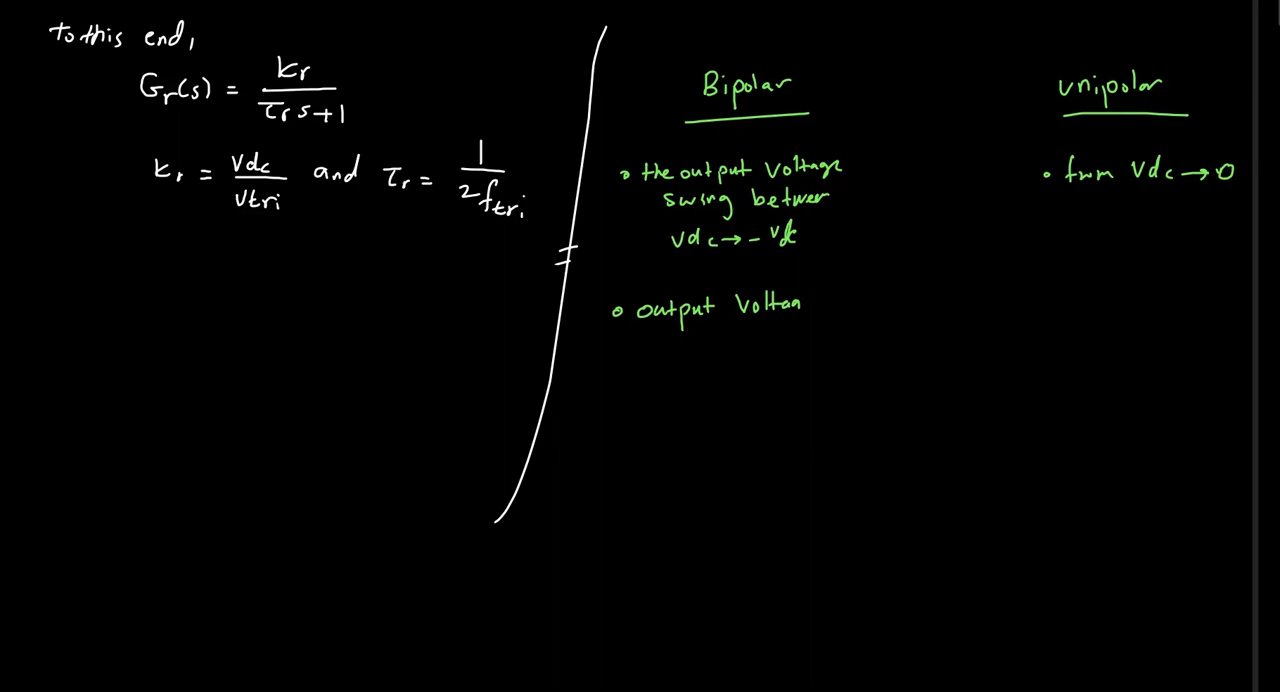 To this end,
Gr(s) = kr / τr s+1
kr = Vdc / Vtri and τr = 1 / 2ftri
Bipolar
• the output voltage
swing between
Vdc → - Vdc
• output Voltag
Unipolar
• from Vdc → 0